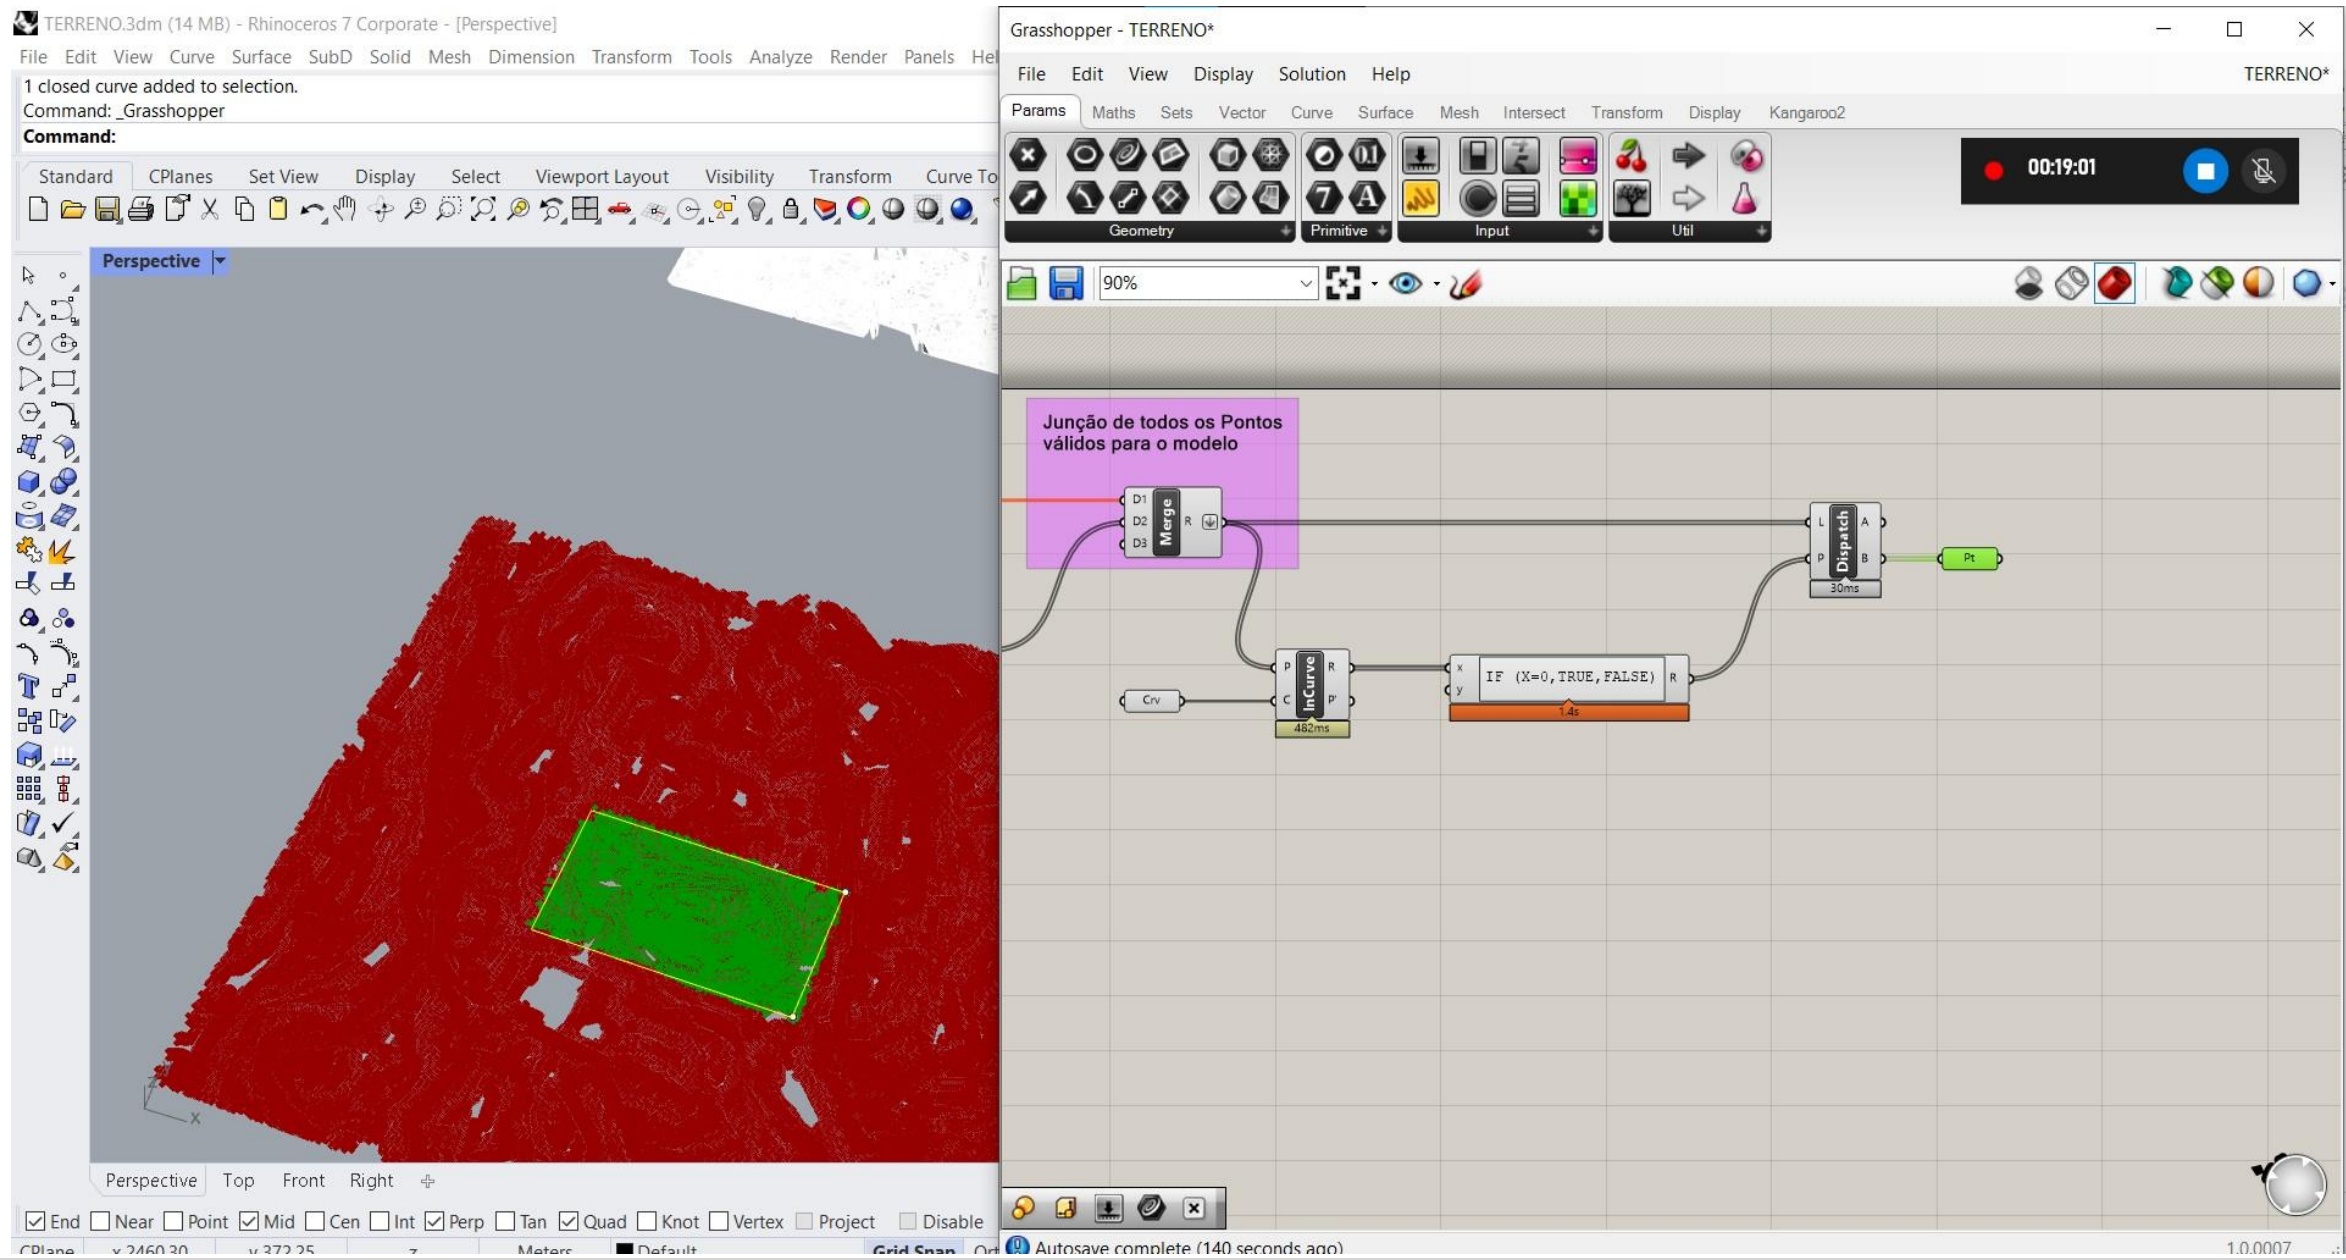 TERRENO.3dm (14 MB) - Rhinoceros 7 Corporate - [Perspective]
File Edit View Curve Surface SubD Solid Mesh Dimension Transform Tools Analyze Render Panels Hel
1 closed curve added to selection.
Command: _Grasshopper
Command:
Standard CPlanes Set View Display Select Viewport Layout Visibility Transform Curve To
Perspective
Z
X
Perspective Top Front Right
End Near Point Mid Cen Int Perp Tan Quad Knot Vertex Project Disable
CPlane x 2460.30 y 372.25 z Meters Default Grid Snap Ort
Grasshopper - TERRENO*
File Edit View Display Solution Help TERRENO*
Params Maths Sets Vector Curve Surface Mesh Intersect Transform Display Kangaroo2
00:19:01
Geometry Primitive Input Util
90%
Junção de todos os Pontos
válidos para o modelo
D1
D2 Merge R
D3
L Dispatch A
P B
30ms
Pt
Crv
P InCurve R
C P'
482ms
x IF (X=0,TRUE,FALSE) R
y
1.4s
Autosave complete (140 seconds ago) 1.0.0007